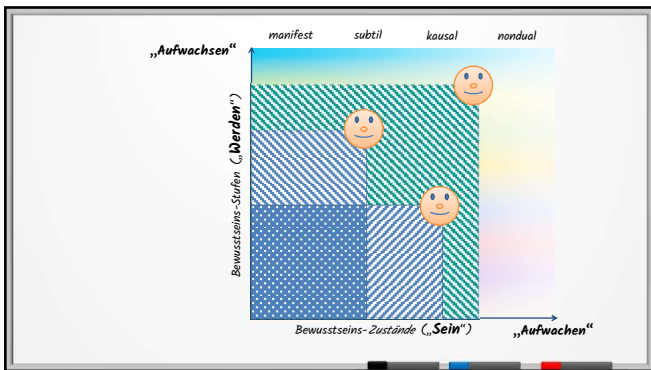 manifest subtil kausal nondual
„Aufwachsen“
Bewusstseins-Stufen („Werden“)
Bewusstseins-Zustände („Sein“)
„Aufwachen“